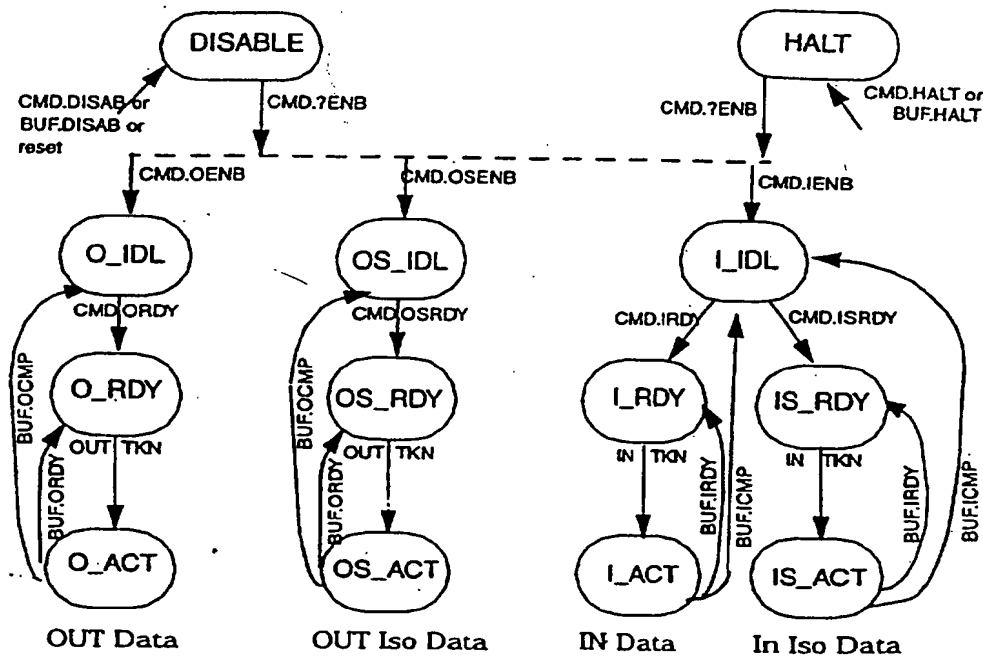 DISABLE
HALT
CMD.DISAB or
BUF.DISAB or
reset
CMD.?ENB
CMD.?ENB
CMD.HALT or
BUF.HALT
CMD.OENB
CMD.OSENB
CMD.IENB
O_IDL
OS_IDL
I_IDL
CMD.ORDY
CMD.OSRDY
CMD.IRDY
CMD.ISRDY
BUF.OCMP
O_RDY
BUF.OCMP
OS_RDY
I_RDY
IS_RDY
OUT TKN
OUT TKN
IN TKN
IN TKN
BUF.ORDY
BUF.ORDY
BUF.IRDY
BUF.ICMP
BUF.IRDY
BUF.ICMP
O_ACT
OS_ACT
I_ACT
IS_ACT
OUT Data
OUT Iso Data
IN Data
In Iso Data